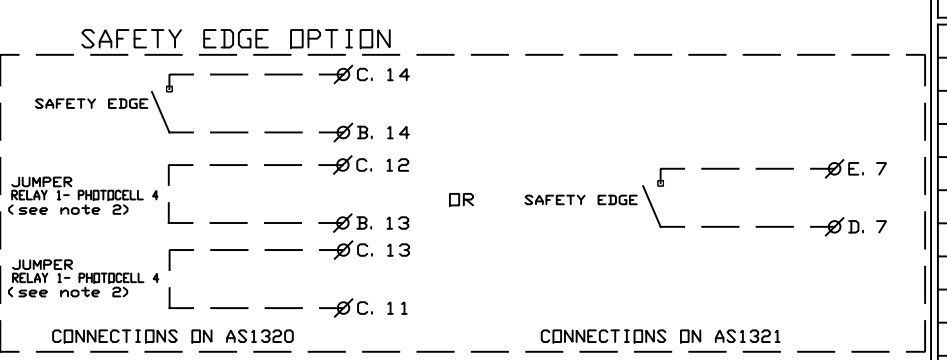 SAFETY EDGE OPTION
C. 14
SAFETY EDGE
B. 14
C. 12
JUMPER
RELAY 1- PHOTOCELL 4
(see note 2)
B. 13
C. 13
JUMPER
RELAY 1- PHOTOCELL 4
(see note 2)
C. 11
CONNECTIONS ON AS1320
OR
E. 7
SAFETY EDGE
D. 7
CONNECTIONS ON AS1321